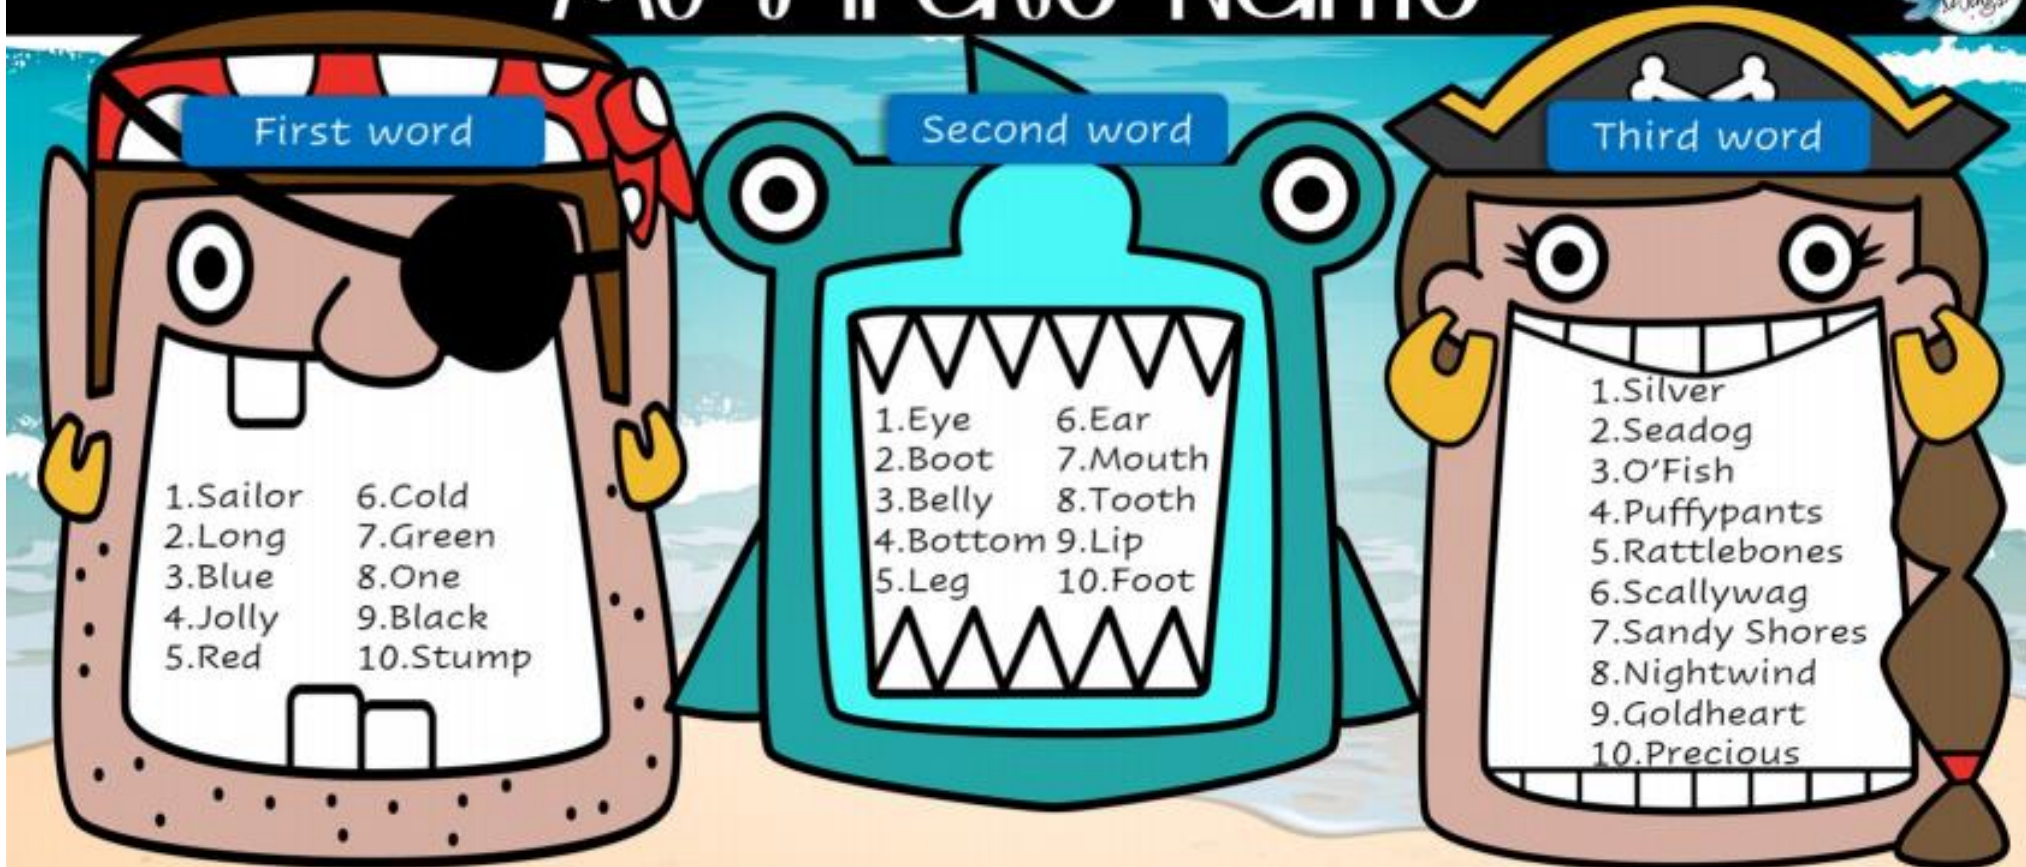 My Pirate Name
First word
1.Sailor
2.Long
3.Blue
4.Jolly
5.Red
6.Cold
7.Green
8.One
9.Black
10.Stump
Second word
1.Eye
2.Boot
3.Belly
4.Bottom
5.Leg
6.Ear
7.Mouth
8.Tooth
9.Lip
10.Foot
Third word
1.Silver
2.Seadog
3.O'Fish
4.Puffypants
5.Rattlebones
6.Scallywag
7.Sandy Shores
8.Nightwind
9.Goldheart
10.Precious